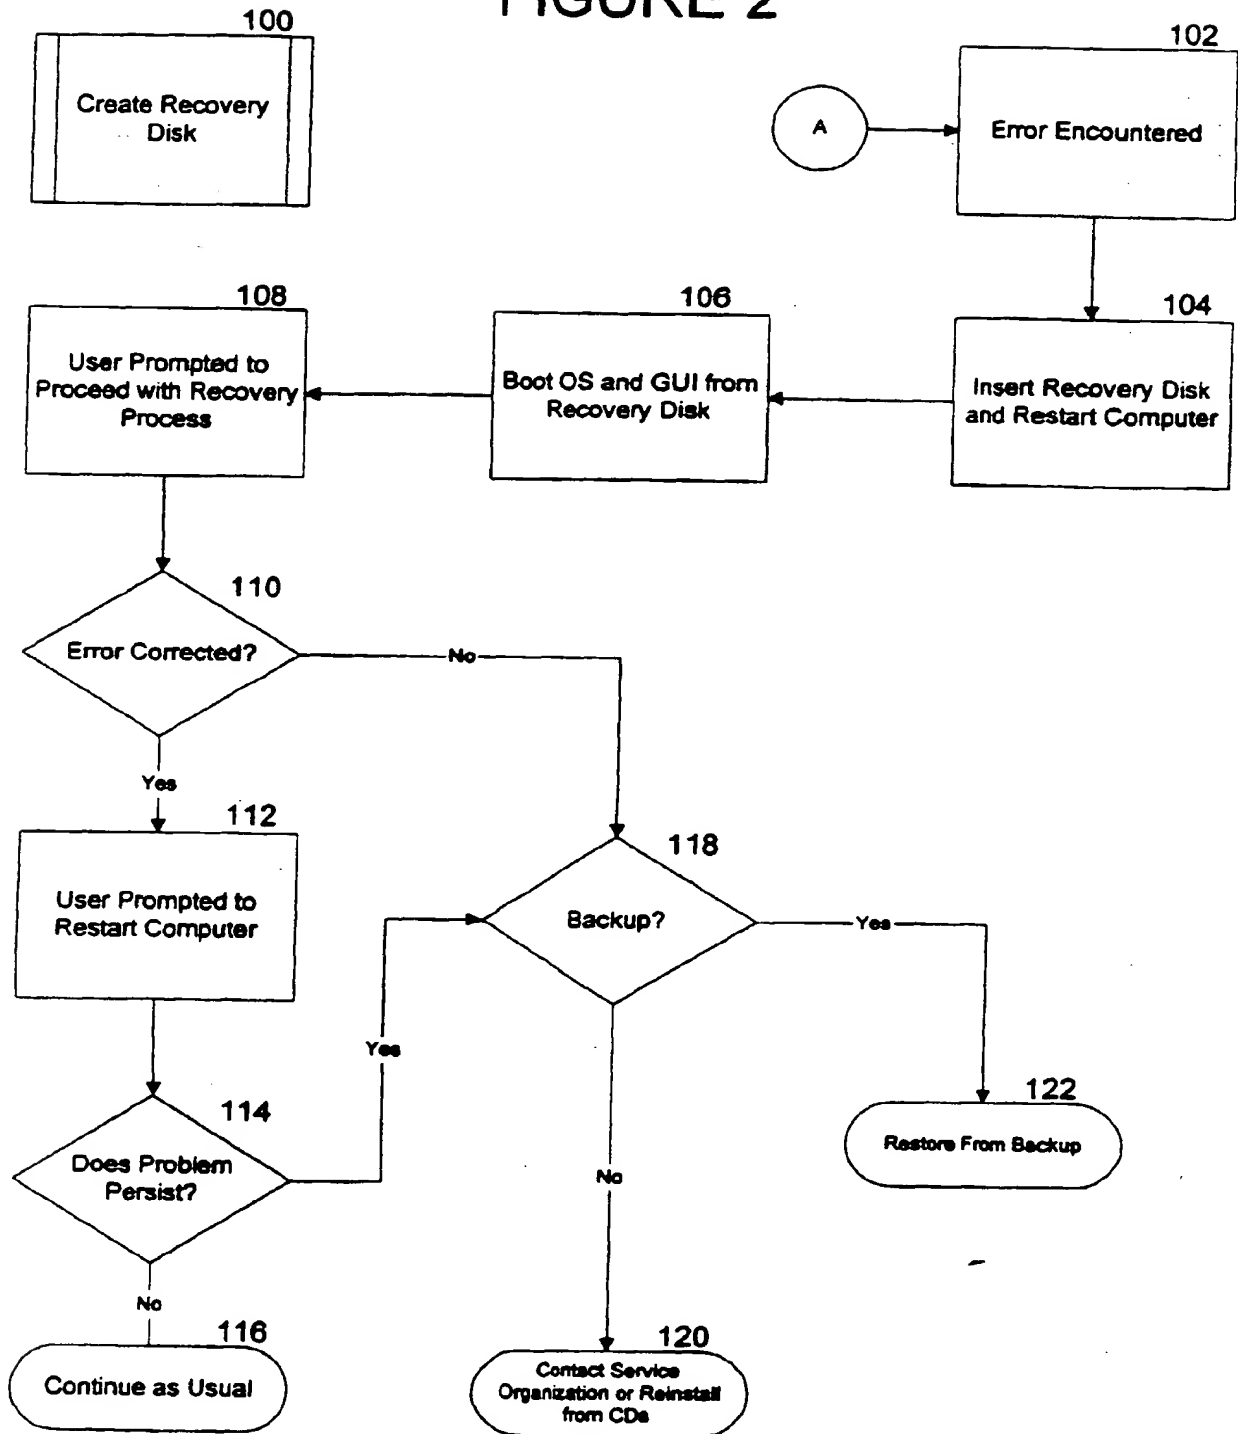 FIGURE 2
100
Create Recovery
Disk
A
102
Error Encountered
104
Insert Recovery Disk
and Restart Computer
106
Boot OS and GUI from
Recovery Disk
108
User Prompted to
Proceed with Recovery
Process
110
Error Corrected?
No
Yes
112
User Prompted to
Restart Computer
114
Does Problem
Persist?
Yes
No
116
Continue as Usual
118
Backup?
Yes
No
120
Contact Service
Organization or Reinstall
from CDs
122
Restore From Backup